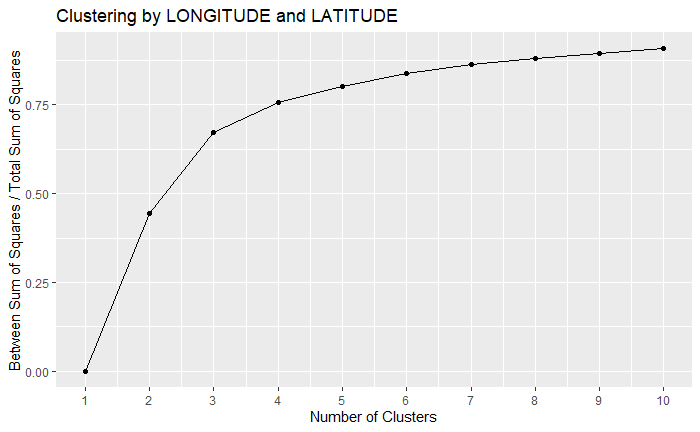 Clustering by LONGITUDE and LATITUDE
Between Sum of Squares / Total Sum of Squares
0.75
0.50
0.25
0.00
1 2 3 4 5 6 7 8 9 10
Number of Clusters